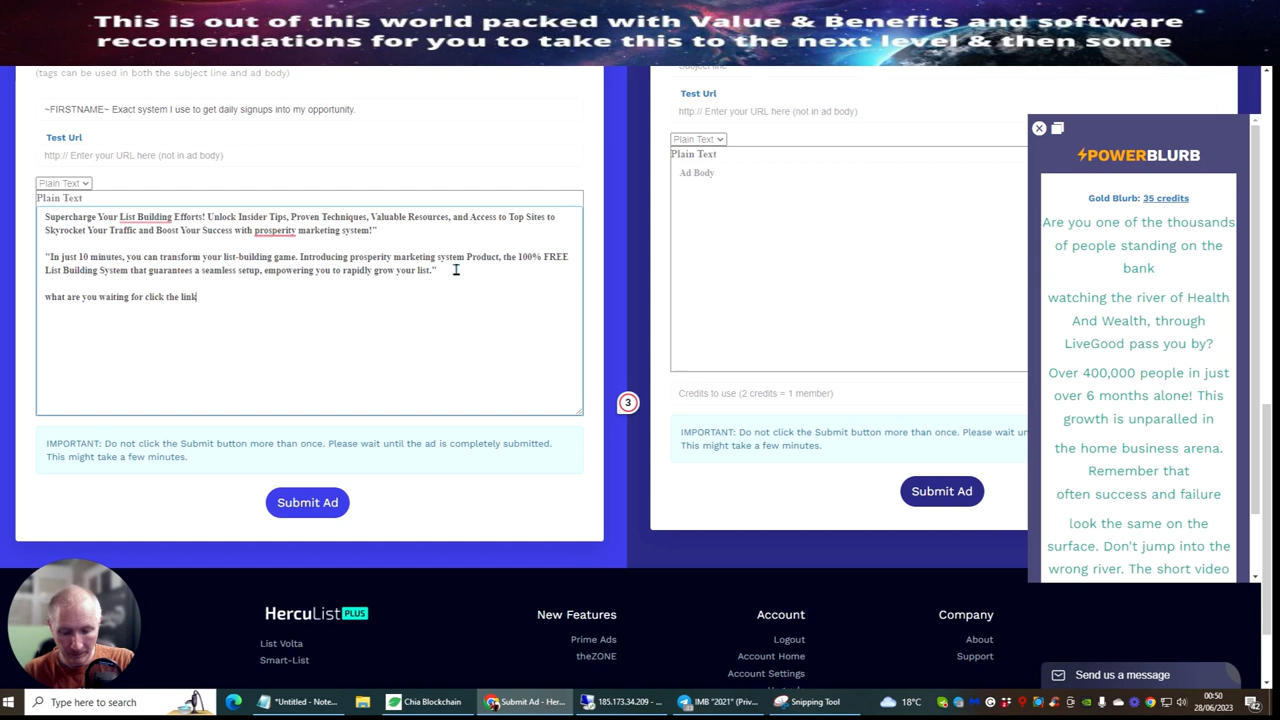 This is out of this world packed with Value & Benefits and software
recomendations for you to take this to the next level & then some
(tags can be used in both the subject line and ad body)
~FIRSTNAME~ Exact system I use to get daily signups into my opportunity.
Test Url
http:// Enter your URL here (not in ad body)
Plain Text
Plain Text
Supercharge Your List Building Efforts! Unlock Insider Tips, Proven Techniques, Valuable Resources, and Access to Top Sites to
Skyrocket Your Traffic and Boost Your Success with prosperity marketing system!"
"In just 10 minutes, you can transform your list-building game. Introducing prosperity marketing system Product, the 100% FREE
List Building System that guarantees a seamless setup, empowering you to rapidly grow your list."
what are you waiting for click the link
IMPORTANT: Do not click the Submit button more than once. Please wait until the ad is completely submitted.
This might take a few minutes.
Submit Ad
3
Subject line
Test Url
http:// Enter your URL here (not in ad body)
Plain Text
Plain Text
Ad Body
Credits to use (2 credits = 1 member)
IMPORTANT: Do not click the Submit button more than once. Please wait un
submitted. This might take a few minutes.
Submit Ad
POWERBLURB
Gold Blurb: 35 credits
Are you one of the thousands
of people standing on the
bank
watching the river of Health
And Wealth, through
LiveGood pass you by?
Over 400,000 people in just
over 6 months alone! This
growth is unparalled in
the home business arena.
Remember that
often success and failure
look the same on the
surface. Don't jump into the
wrong river. The short video
HercuList PLUS
List Volta
Smart-List
New Features
Prime Ads
theZONE
Account
Logout
Account Home
Account Settings
Company
About
Support
Send us a message
Type here to search
*Untitled - Note...
Chia Blockchain
Submit Ad - Her...
185.173.34.209 - ...
IMB "2021" (Priv...
Snipping Tool
18°C
00:50
28/06/2023
42